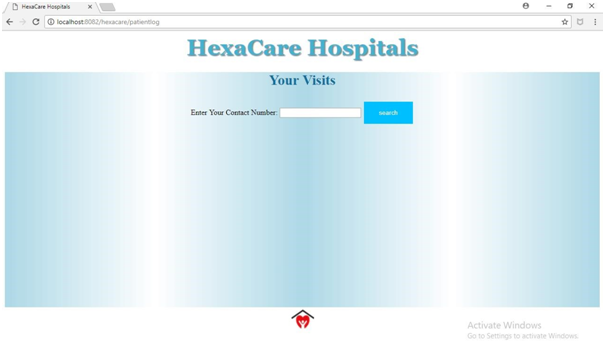 HexaCare Hospitals
localhost:8082/hexacare/patientlog
HexaCare Hospitals
Your Visits
Enter Your Contact Number:
search
Activate Windows
Go to Settings to activate Windows.